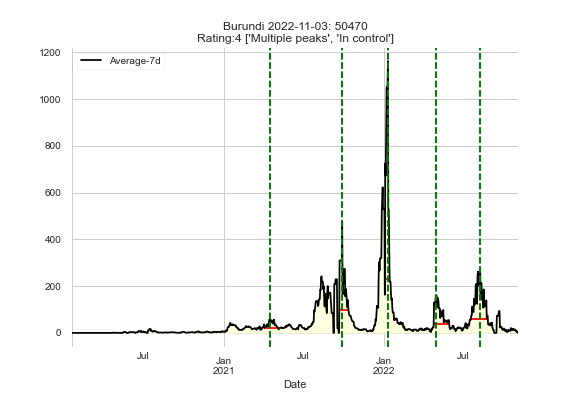 Burundi 2022-11-03: 50470
Rating:4 ['Multiple peaks', 'In control']
Average-7d
1200
1000
800
600
400
200
0
Jul
Jan
2021
Jul
Jan
2022
Jul
Date